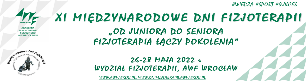 XI MIĘDZYNARODOWE DNI FIZJOTERAPII
„OD JUNIORA DO SENIORA
FIZJOTERAPIA ŁĄCZY POKOLENIA"
26-28 MAJA 2022 R.
WYDZIAŁ FIZJOTERAPII, AWF WROCŁAW